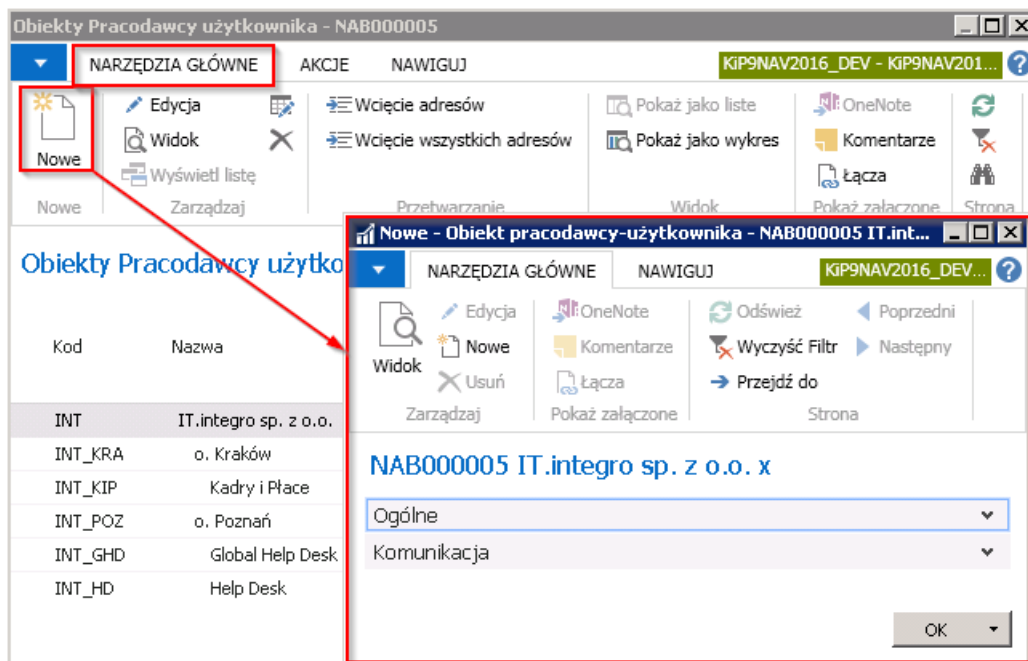 Obiekty Pracodawcy użytkownika - NAB000005
NARZĘDZIA GŁÓWNE AKCJE NAWIGUJ KiP9NAV2016_DEV - KiP9NAV201...
Nowe
Edycja
Widok
Wyświetl listę
Wcięcie adresów
Wcięcie wszystkich adresów
Pokaż jako liste
Pokaż jako wykres
OneNote
Komentarze
Łącza
Nowe Zarządzaj Przetwarzanie Widok Pokaż załączone Strona
Obiekty Pracodawcy użytko
Kod Nazwa
INT IT.integro sp. z o.o.
INT_KRA o. Kraków
INT_KIP Kadry i Płace
INT_POZ o. Poznań
INT_GHD Global Help Desk
INT_HD Help Desk
Nowe - Obiekt pracodawcy-użytkownika - NAB000005 IT.int...
NARZĘDZIA GŁÓWNE NAWIGUJ KiP9NAV2016_DEV...
Widok
Edycja
Nowe
Usuń
OneNote
Komentarze
Łącza
Odśwież
Wyczyść Filtr
Przejdź do
Poprzedni
Następny
Zarządzaj Pokaż załączone Strona
NAB000005 IT.integro sp. z o.o. x
Ogólne
Komunikacja
OK